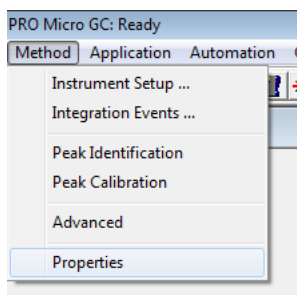 PRO Micro GC: Ready
Method Application Automation
Instrument Setup ...
Integration Events ...
Peak Identification
Peak Calibration
Advanced
Properties